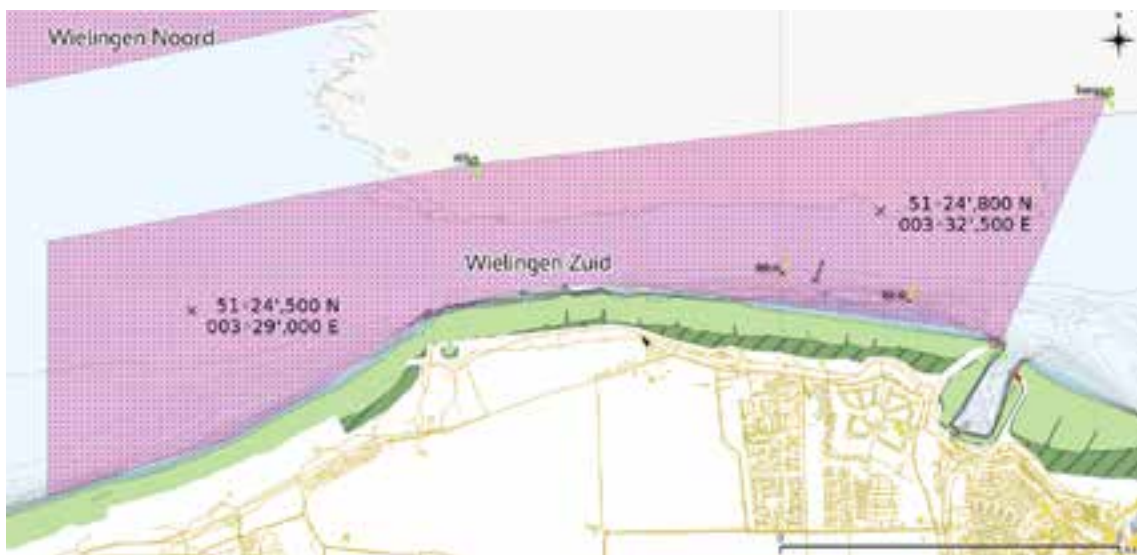 Wielingen Noord
51-24',800 N
003-32',500 E
Wielingen Zuid
51-24',500 N
003-29',000 E